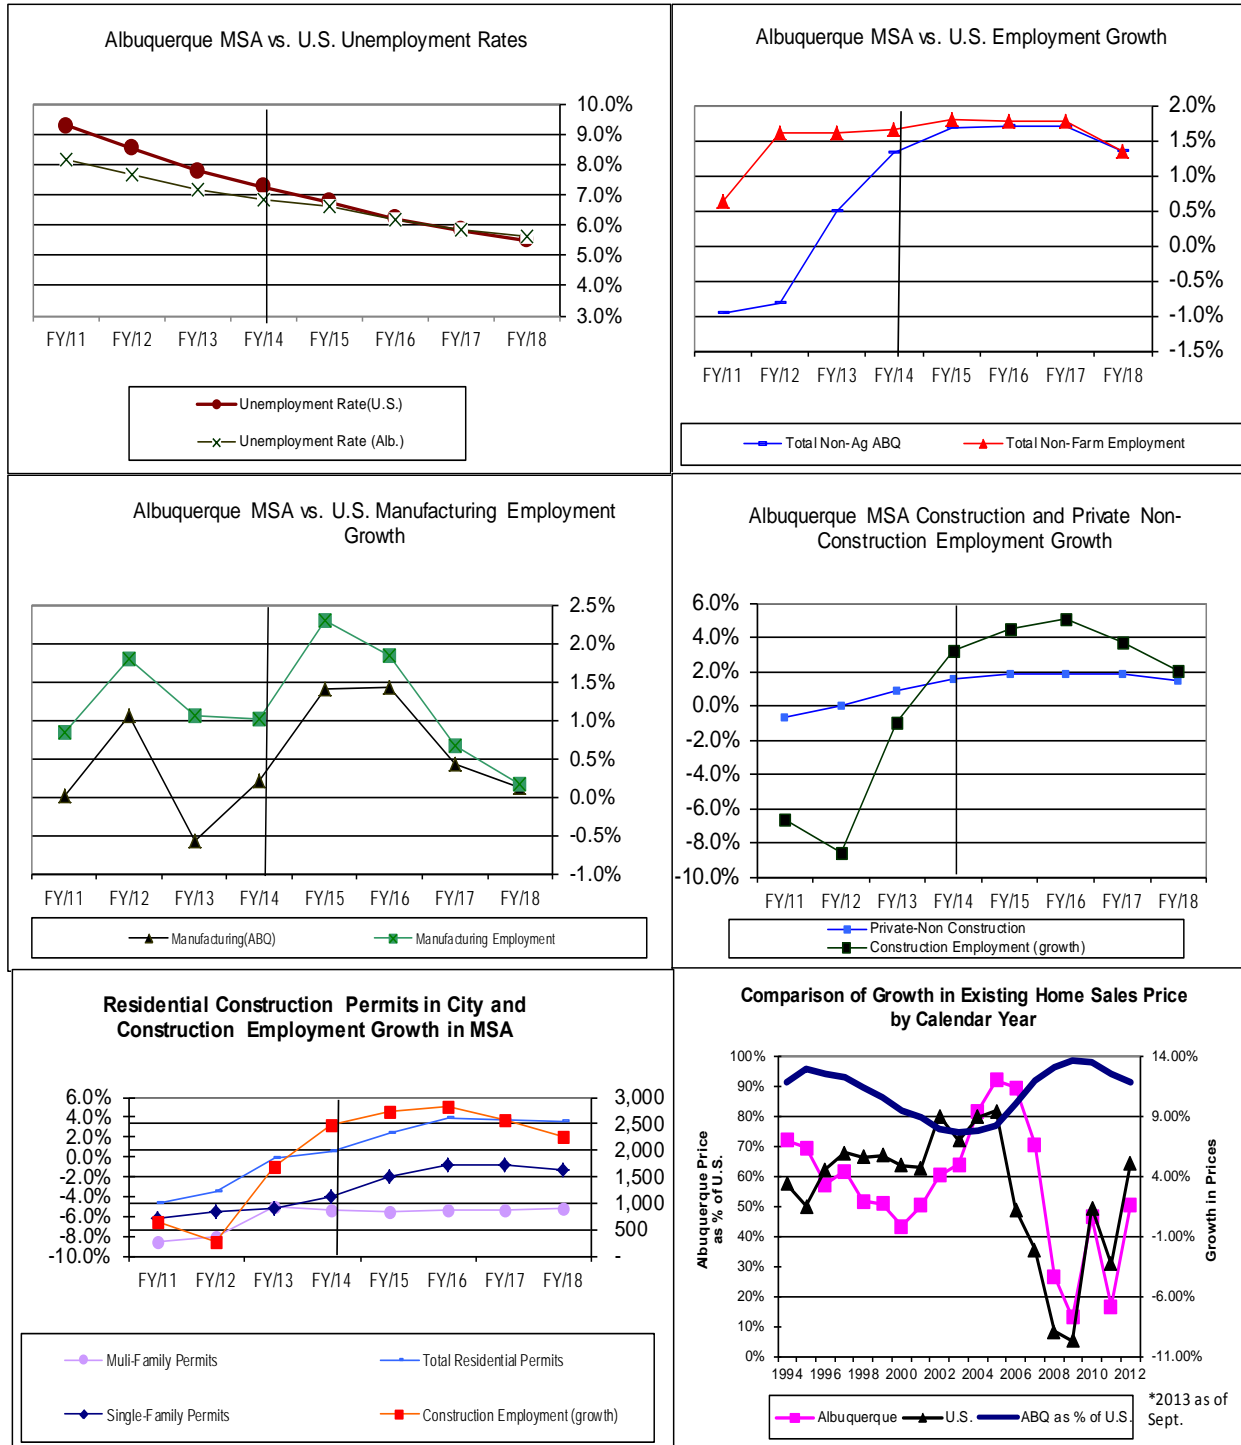 Albuquerque MSA vs. U.S. Unemployment Rates
10.0%
9.0%
8.0%
7.0%
6.0%
5.0%
4.0%
3.0%
FY/11 FY/12 FY/13 FY/14 FY/15 FY/16 FY/17 FY/18
Unemployment Rate(U.S.)
Unemployment Rate (Alb.)
Albuquerque MSA vs. U.S. Employment Growth
2.0%
1.5%
1.0%
0.5%
0.0%
-0.5%
-1.0%
-1.5%
FY/11 FY/12 FY/13 FY/14 FY/15 FY/16 FY/17 FY/18
Total Non-Ag ABQ Total Non-Farm Employment
Albuquerque MSA vs. U.S. Manufacturing Employment
Growth
2.5%
2.0%
1.5%
1.0%
0.5%
0.0%
-0.5%
-1.0%
FY/11 FY/12 FY/13 FY/14 FY/15 FY/16 FY/17 FY/18
Manufacturing(ABQ) Manufacturing Employment
Albuquerque MSA Construction and Private Non-
Construction Employment Growth
6.0%
4.0%
2.0%
0.0%
-2.0%
-4.0%
-6.0%
-8.0%
-10.0%
FY/11 FY/12 FY/13 FY/14 FY/15 FY/16 FY/17 FY/18
Private-Non Construction
Construction Employment (growth)
Residential Construction Permits in City and
Construction Employment Growth in MSA
6.0% 3,000
4.0% 2,500
2.0% 2,000
0.0%
-2.0% 1,500
-4.0% 1,000
-6.0%
-8.0% 500
-10.0% -
FY/11 FY/12 FY/13 FY/14 FY/15 FY/16 FY/17 FY/18
Muli-Family Permits Total Residential Permits
Single-Family Permits Construction Employment (growth)
Comparison of Growth in Existing Home Sales Price
by Calendar Year
Albuquerque Price
as % of U.S.
100% 14.00%
90%
80% 9.00%
70%
60% 4.00%
50%
40% -1.00%
30%
20% -6.00%
10%
0% -11.00%
Growth in Prices
1994 1996 1998 2000 2002 2004 2006 2008 2010 2012
Albuquerque U.S. ABQ as % of U.S.
*2013 as of
Sept.